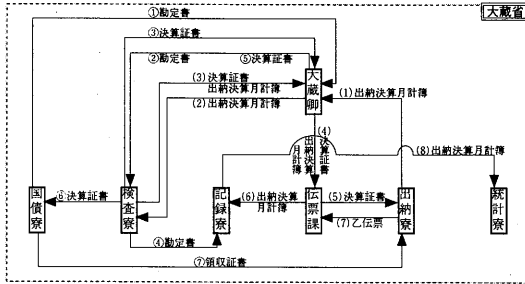 大蔵省
①勘定書
③決算証書
②勘定書
⑤決算証書
(3)決算証書
出納決算月計簿
(2)出納決算月計簿
大蔵卿
(1)出納決算月計簿
(4)
決算証書
出納決算
月計簿
(8)出納決算月計簿
国債寮
⑥決算証書
検査寮
記録寮
(6)出納決算
月計簿
伝票課
(5)決算証書
(7)乙伝票
出納寮
統計寮
④勘定書
⑦領収証書